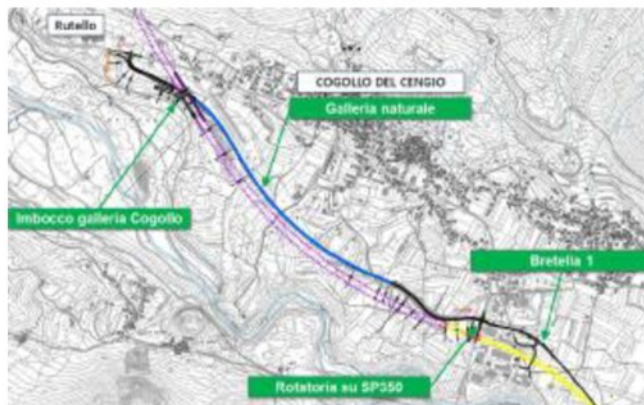 Rutello
COGOLLO DEL CENGIO
Galleria naturale
Imbocco galleria Cogollo
Bretella 1
Rotatoria su SP350